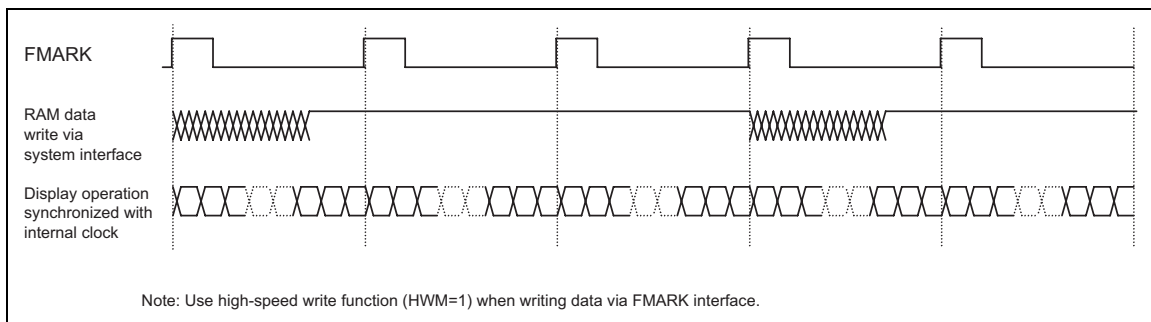 FMARK
RAM data
write via
system interface
Display operation
synchronized with
internal clock
Note: Use high-speed write function (HWM=1) when writing data via FMARK interface.